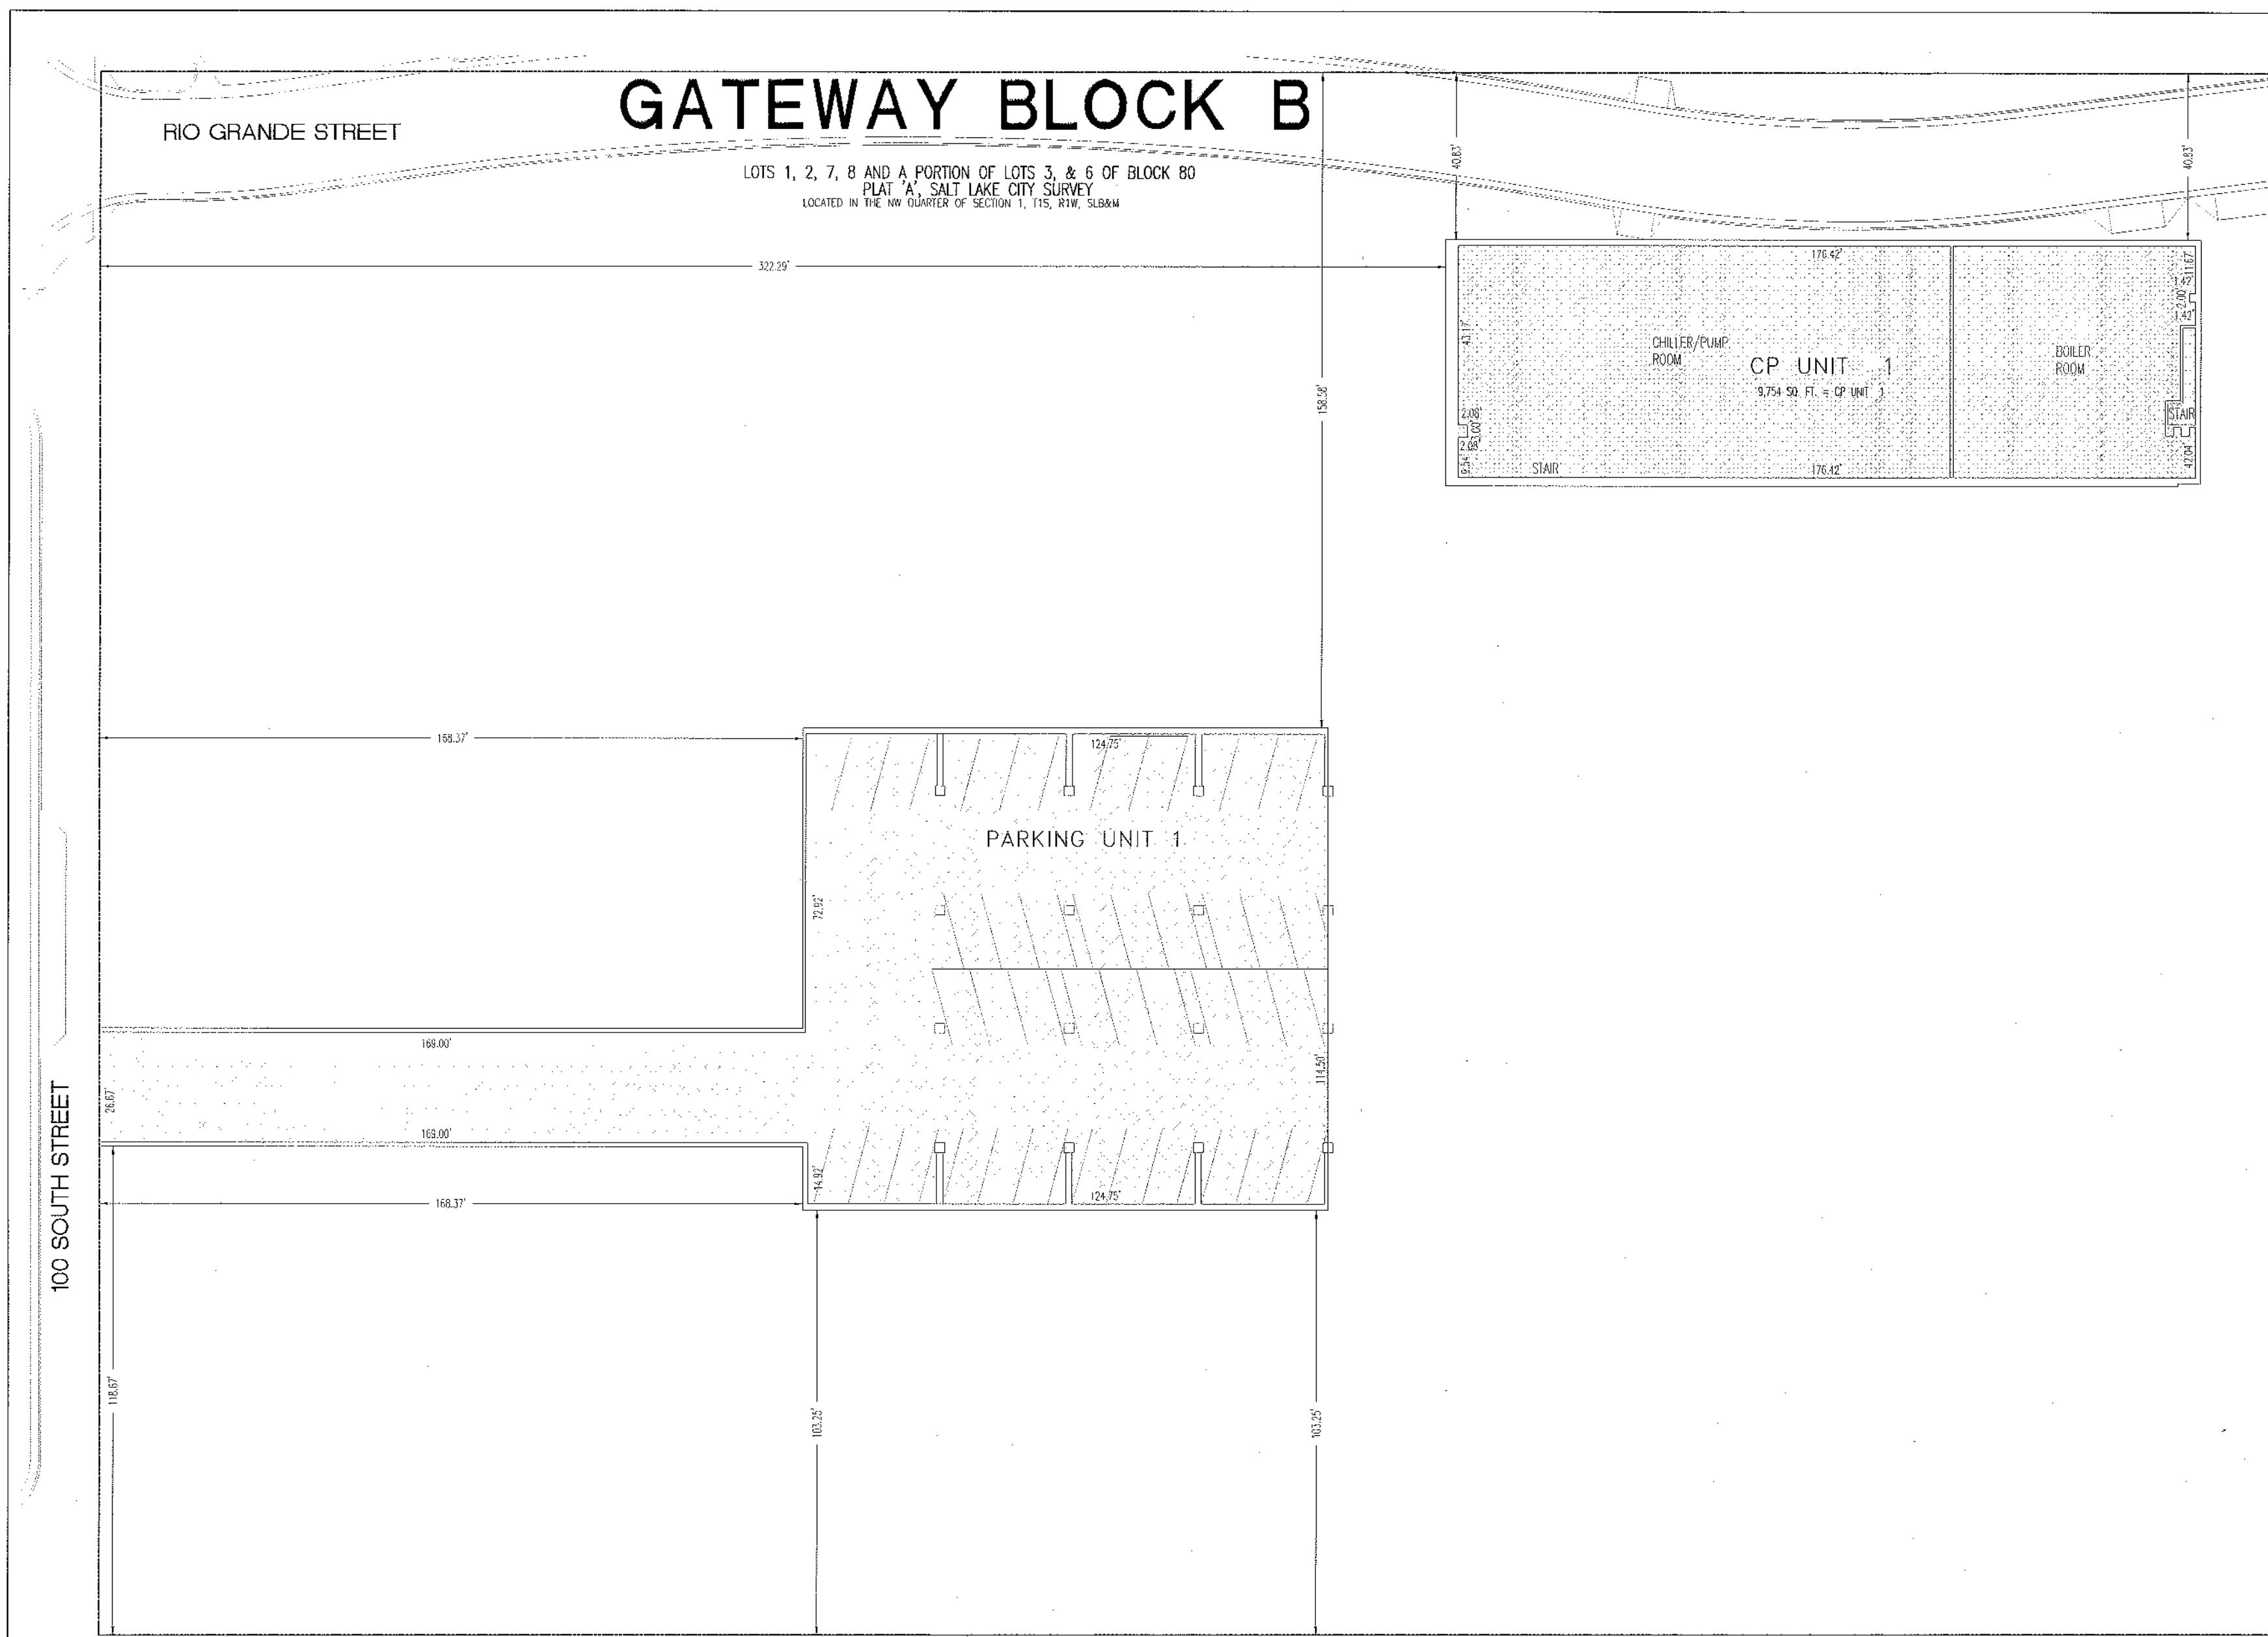 GATEWAY BLOCK B
RIO GRANDE STREET
LOTS 1, 2, 7, 8 AND A PORTION OF LOTS 3, & 6 OF BLOCK 80
PLAT 'A', SALT LAKE CITY SURVEY
LOCATED IN THE NW QUARTER OF SECTION 1, T1S, R1W, SLB&M
40.83'
40.83'
322.29'
176.42'
11.67'
1.42'
2.00'
1.42'
43.17'
CHILLER/PUMP
ROOM
CP UNIT 1
9,754 SQ. FT. = CP UNIT 1
BOILER
ROOM
158.58'
2.08'
3.00'
2.08'
STAIR
STAIR
176.42'
42.04'
168.37'
124.75'
PARKING UNIT 1
72.92'
169.00'
114.50'
26.67'
169.00'
14.92'
124.75'
168.37'
100 SOUTH STREET
118.67'
103.25'
103.25'